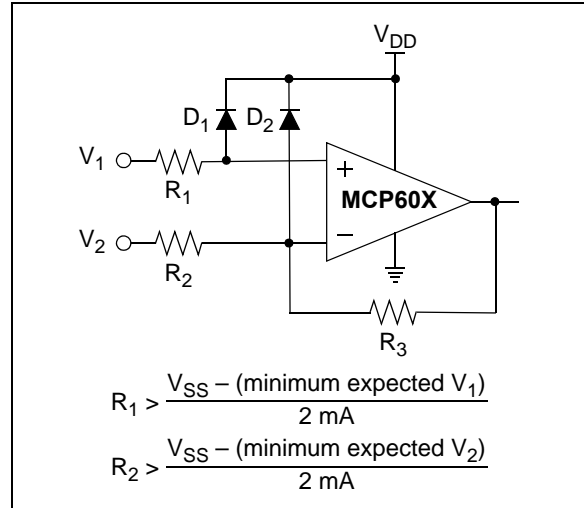 V_DD
D_1 D_2
V_1
R_1
+
MCP60X
V_2
−
R_2
R_3
R_1 > V_SS – (minimum expected V_1) / 2 mA
R_2 > V_SS – (minimum expected V_2) / 2 mA